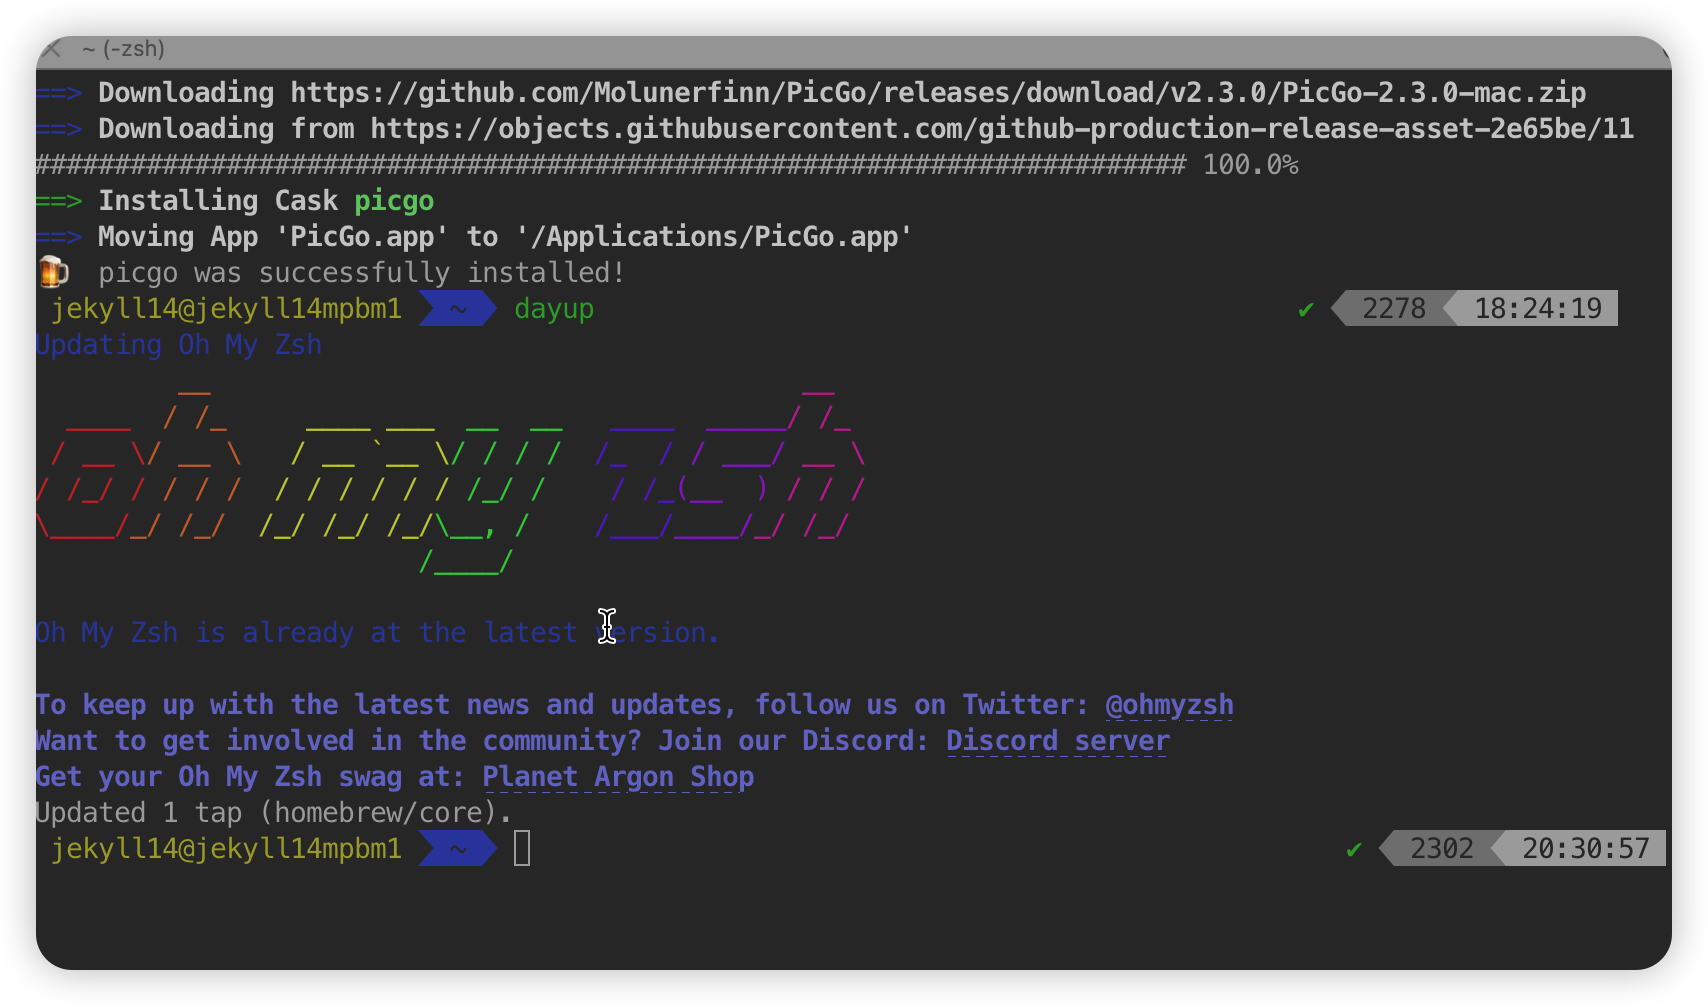 ~ (-zsh)
==> Downloading https://github.com/Molunerfinn/PicGo/releases/download/v2.3.0/PicGo-2.3.0-mac.zip
==> Downloading from https://objects.githubusercontent.com/github-production-release-asset-2e65be/11
######################################################################## 100.0%
==> Installing Cask picgo
==> Moving App 'PicGo.app' to '/Applications/PicGo.app'
🍺  picgo was successfully installed!
jekyll14@jekyll14mpbm1 ~ dayup ✔ 2278 18:24:19
Updating Oh My Zsh
oh my zsh
Oh My Zsh is already at the latest version.
To keep up with the latest news and updates, follow us on Twitter: @ohmyzsh
Want to get involved in the community? Join our Discord: Discord server
Get your Oh My Zsh swag at: Planet Argon Shop
Updated 1 tap (homebrew/core).
jekyll14@jekyll14mpbm1 ~ ✔ 2302 20:30:57